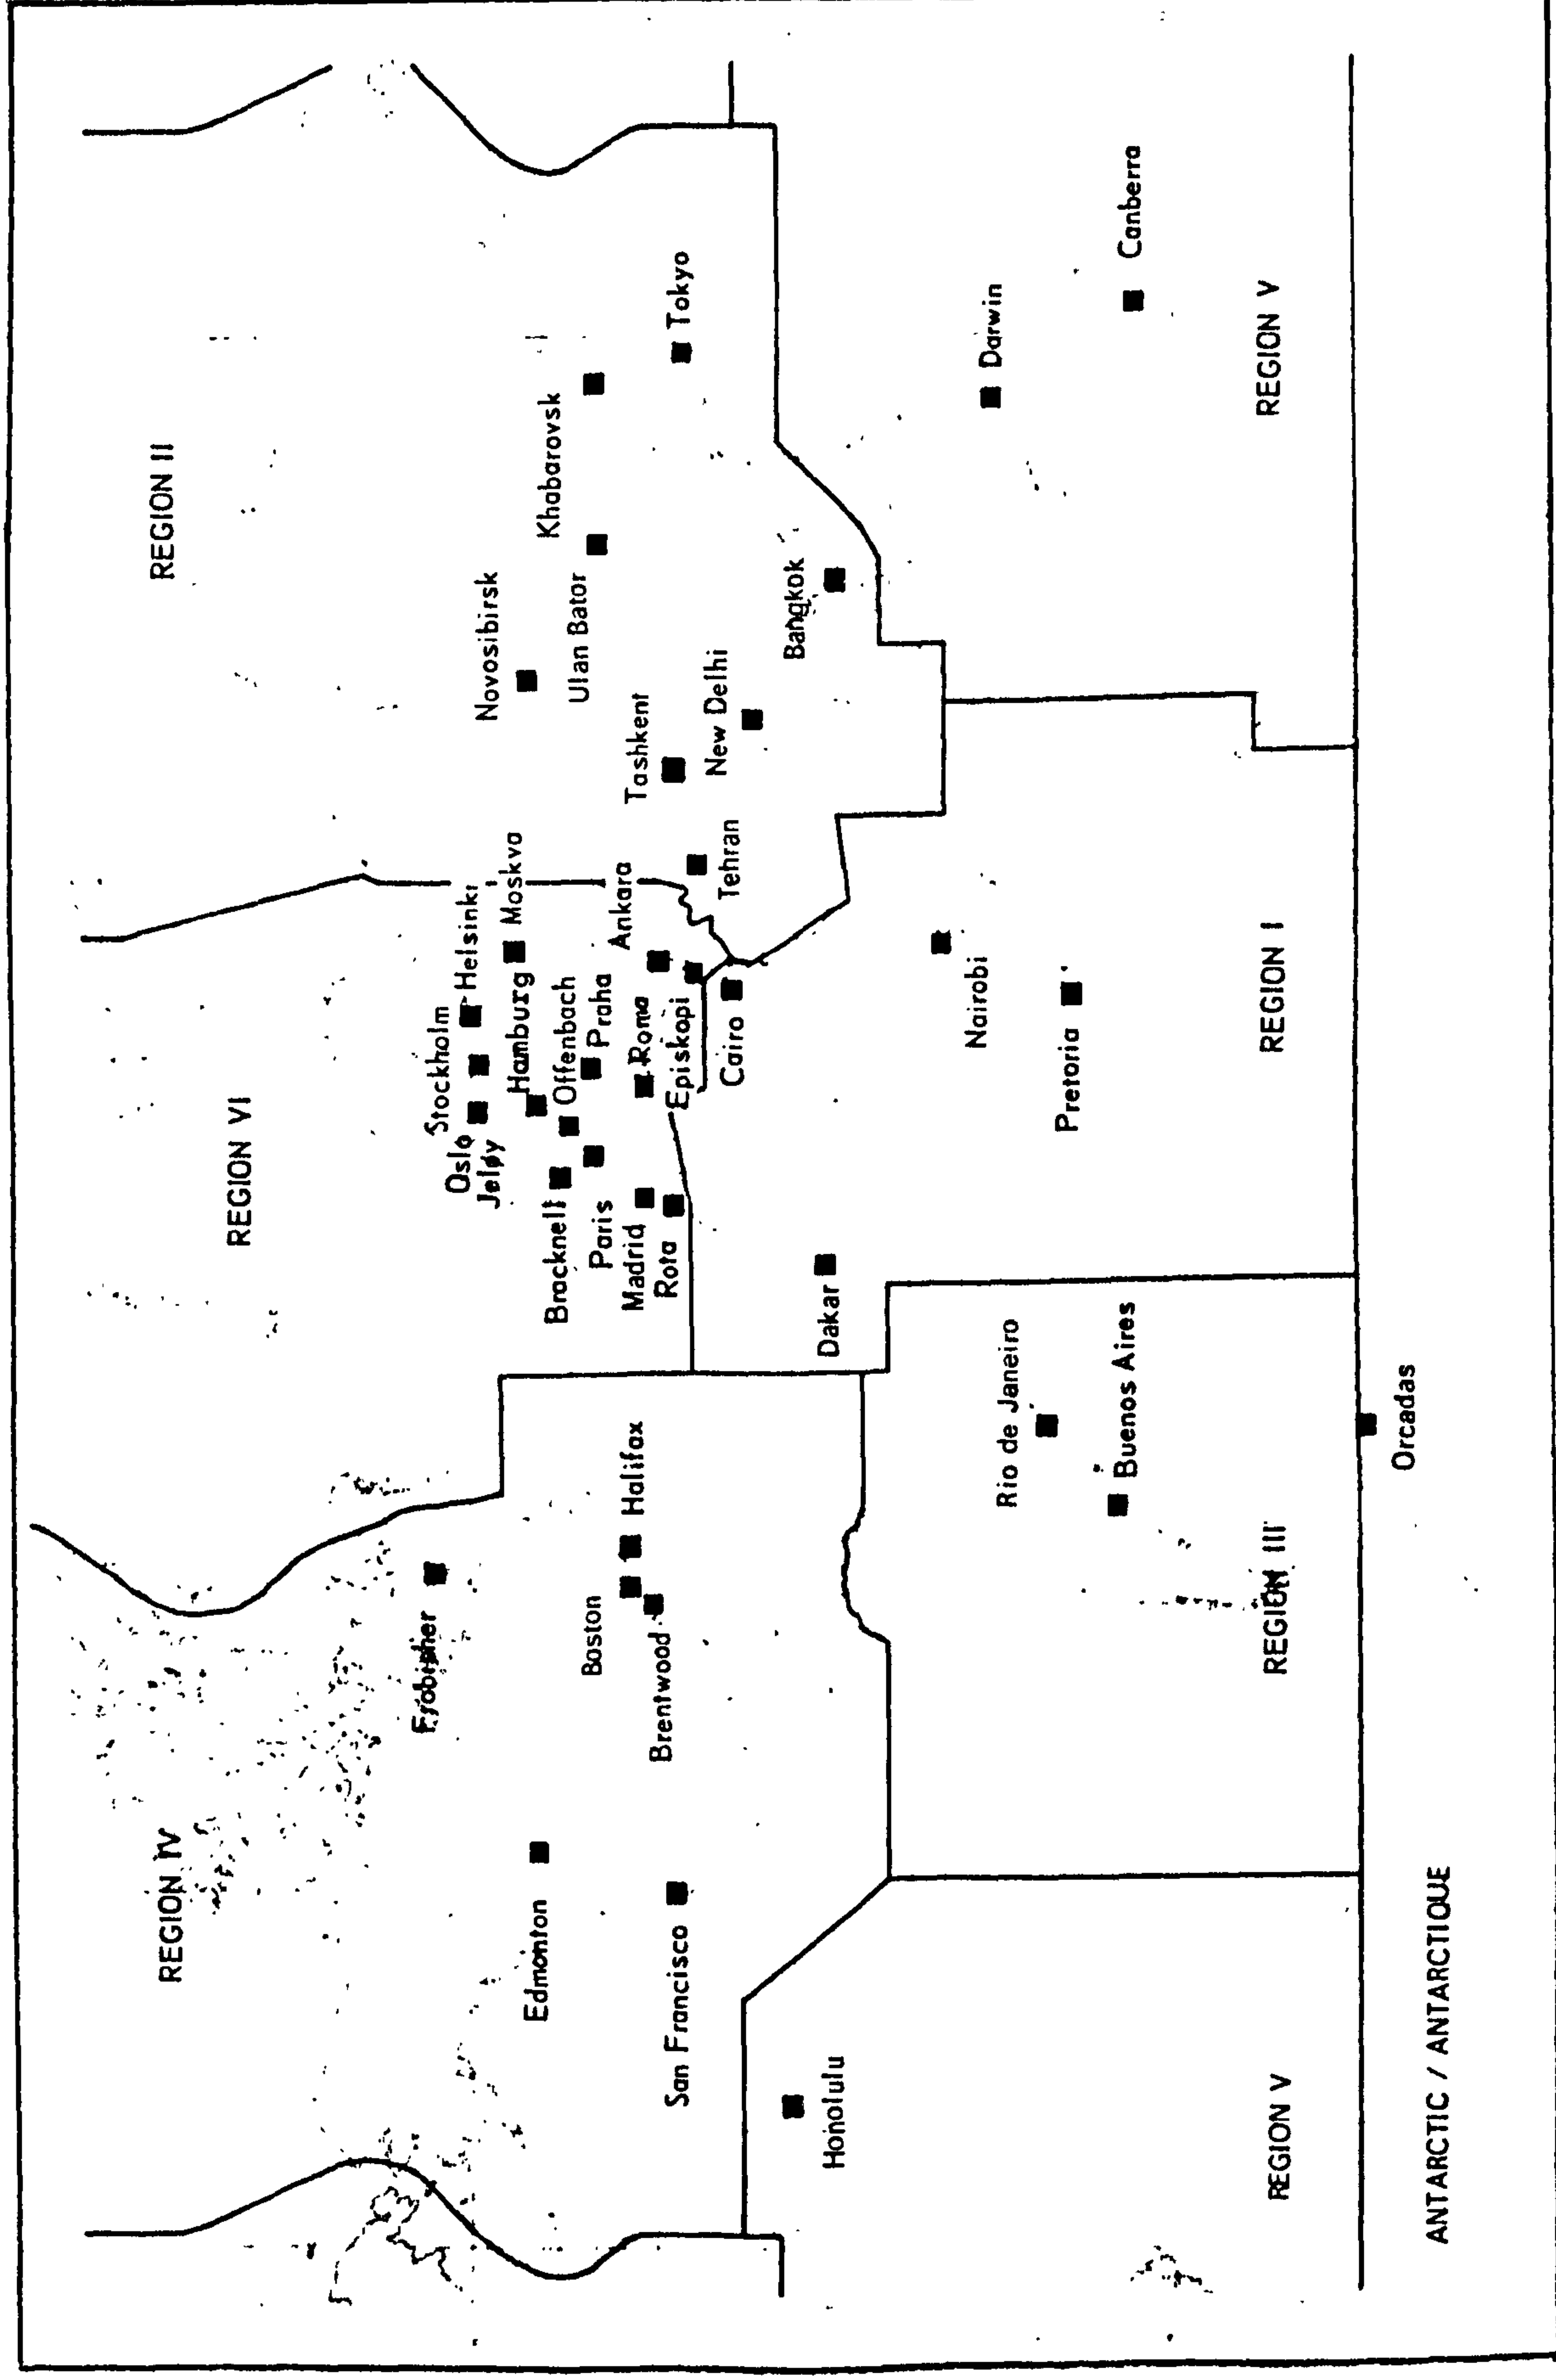 REGION IV
REGION VI
REGION II
Frobisher
Edmonton
San Francisco
Boston
Halifax
Brentwood
Honolulu
Stockholm
Helsinki
Oslo
Jeløy
Moskva
Hamburg
Bracknell
Offenbach
Praha
Paris
Madrid
Rota
Roma
Episkopi
Ankara
Cairo
Novosibirsk
Ulan Bator
Khabarovsk
Tashkent
Tehran
New Delhi
Bangkok
Tokyo
Dakar
Nairobi
Pretoria
Darwin
Canberra
Rio de Janeiro
Buenos Aires
REGION V
REGION III
REGION I
REGION V
Orcadas
ANTARCTIC / ANTARCTIQUE